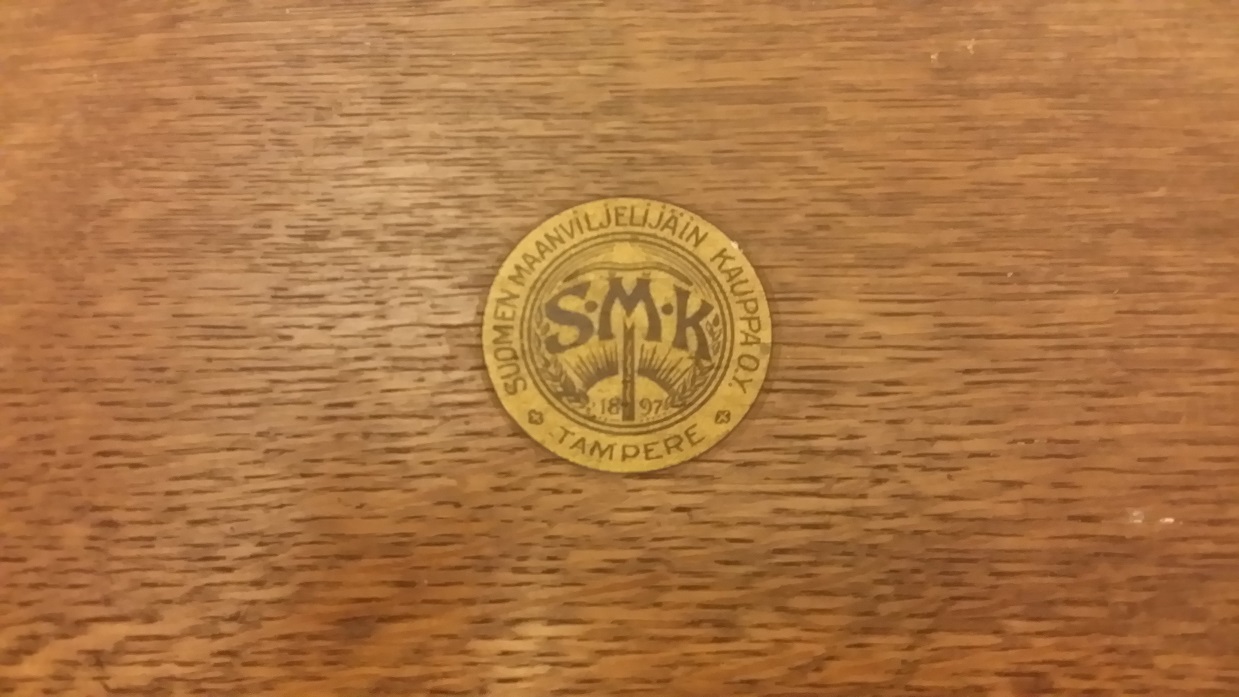 SUOMEN MAANVILJELIJÄIN KAUPPA O.Y.
S·M·K
1897
TAMPERE